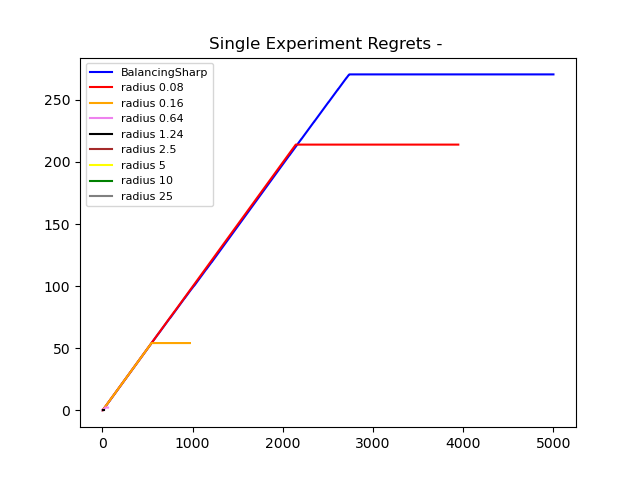 Single Experiment Regrets -
BalancingSharp
radius 0.08
radius 0.16
radius 0.64
radius 1.24
radius 2.5
radius 5
radius 10
radius 25
250
200
150
100
50
0
0 1000 2000 3000 4000 5000